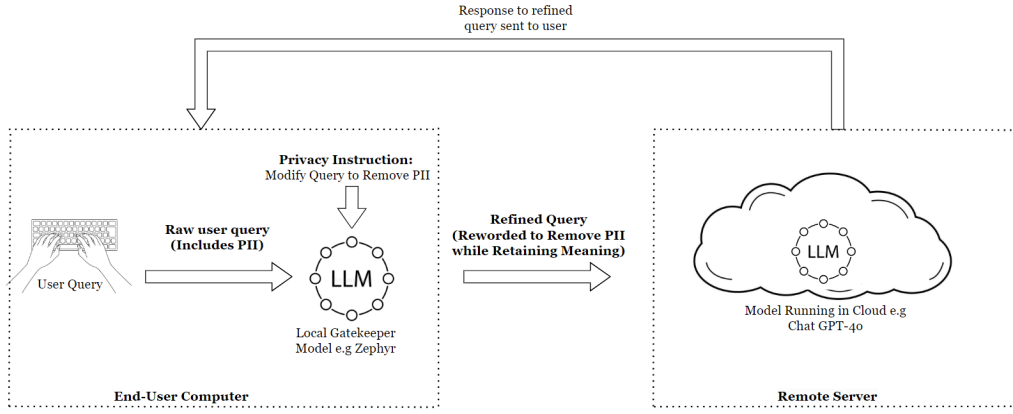 Response to refined
query sent to user
Privacy Instruction:
Modify Query to Remove PII
Raw user query
(Includes PII)
User Query
LLM
Local Gatekeeper
Model e.g Zephyr
End-User Computer
Refined Query
(Reworded to Remove PII
while Retaining Meaning)
LLM
Model Running in Cloud e.g
Chat GPT-4o
Remote Server